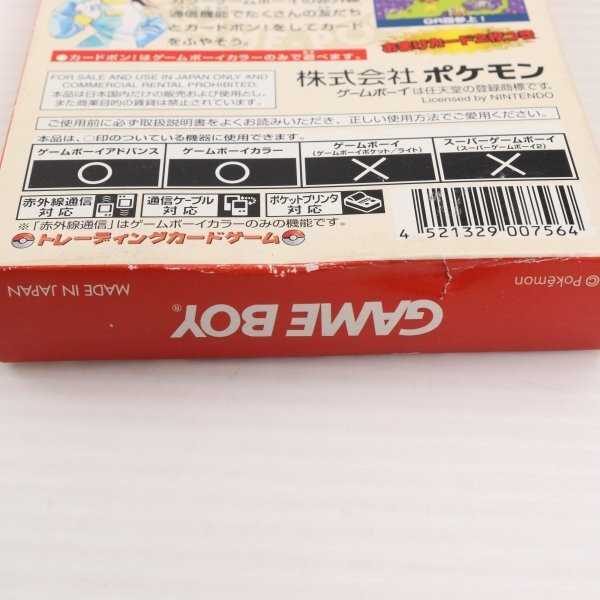 通信機能でたくさんの友だち
とカードポン!をしてカード
をふやそう。
GR団参上!
おまけカード2枚つき
●カードポン!はゲームボーイカラーのみで遊べます。
FOR SALE AND USE IN JAPAN ONLY AND
COMMERCIAL RENTAL PROHIBITED.
本品は日本国内だけの販売および使用とし、
また商業目的の賃貸は禁止されています。
株式会社 ポケモン
ゲームボーイは任天堂の登録商標です。
Licensed by NINTENDO
ご使用前に必ず取扱説明書をよくお読みいただき、正しい使用方法でご愛用ください。
本品は、○印のついている機器に使用できます。
ゲームボーイアドバンス
ゲームボーイカラー
ゲームボーイ
(ゲームボーイポケット/ライト)
スーパーゲームボーイ
(スーパーゲームボーイ2)
赤外線通信
対応
通信ケーブル
対応
ポケットプリンタ
対応
※「赤外線通信」はゲームボーイカラーのみの機能です。
トレーディングカードゲーム
4 521329 007564
MADE IN JAPAN
GAME BOY®
© Pokémon